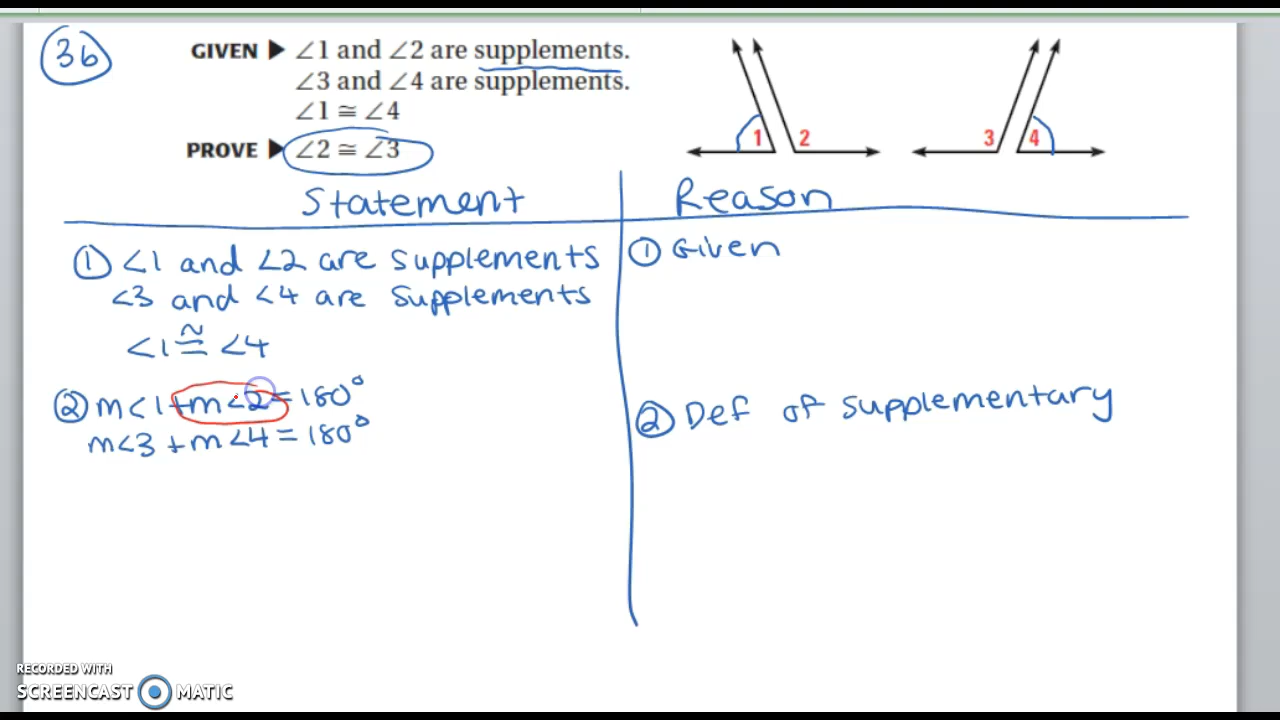 36
GIVEN ▶ ∠1 and ∠2 are supplements.
∠3 and ∠4 are supplements.
∠1 ≅ ∠4
PROVE ▶ ∠2 ≅ ∠3
1 2 3 4
Statement Reason
① <1 and <2 are supplements ① Given
<3 and <4 are supplements
<1 ≅ <4
② m<1+m<2=180° ② Def of supplementary
m<3+m<4=180°
RECORDED WITH
SCREENCAST MATIC